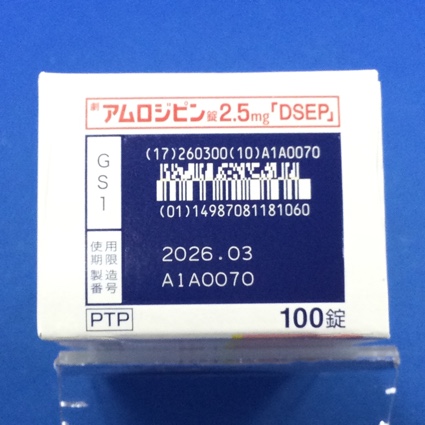 劇 アムロジピン錠2.5mg「DSEP」
GS1
(17)260300(10)A1A0070
(01)14987081181060
使用期限 2026.03
製造番号 A1A0070
PTP 100錠